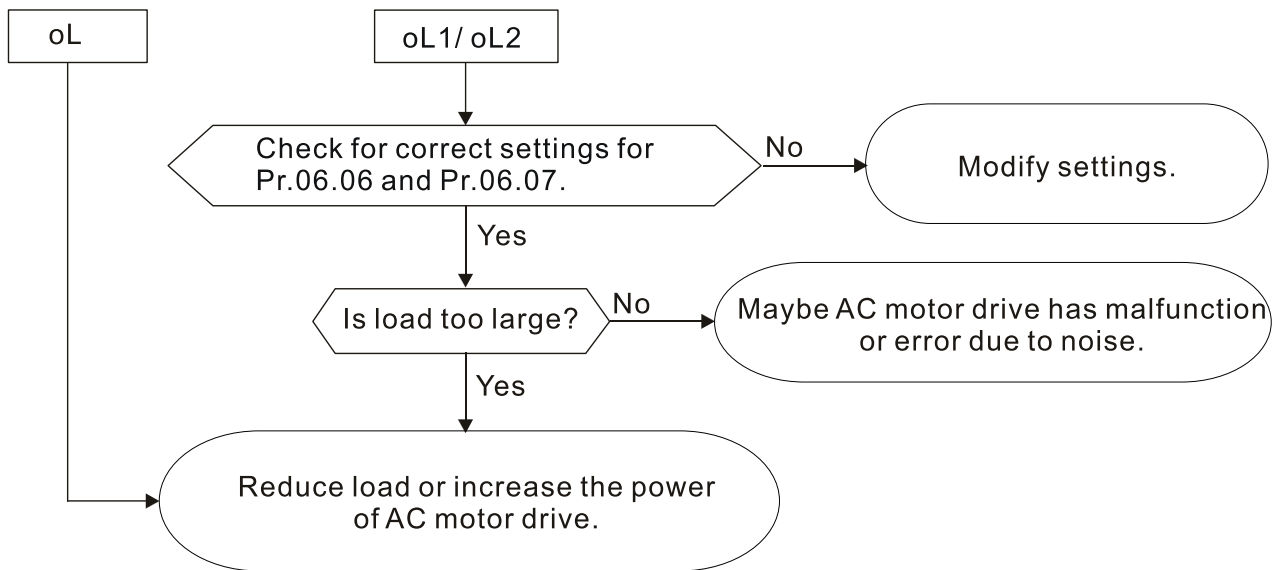 oL
oL1/ oL2
Check for correct settings for
Pr.06.06 and Pr.06.07.
No
Modify settings.
Yes
Is load too large?
No
Maybe AC motor drive has malfunction
or error due to noise.
Yes
Reduce load or increase the power
of AC motor drive.